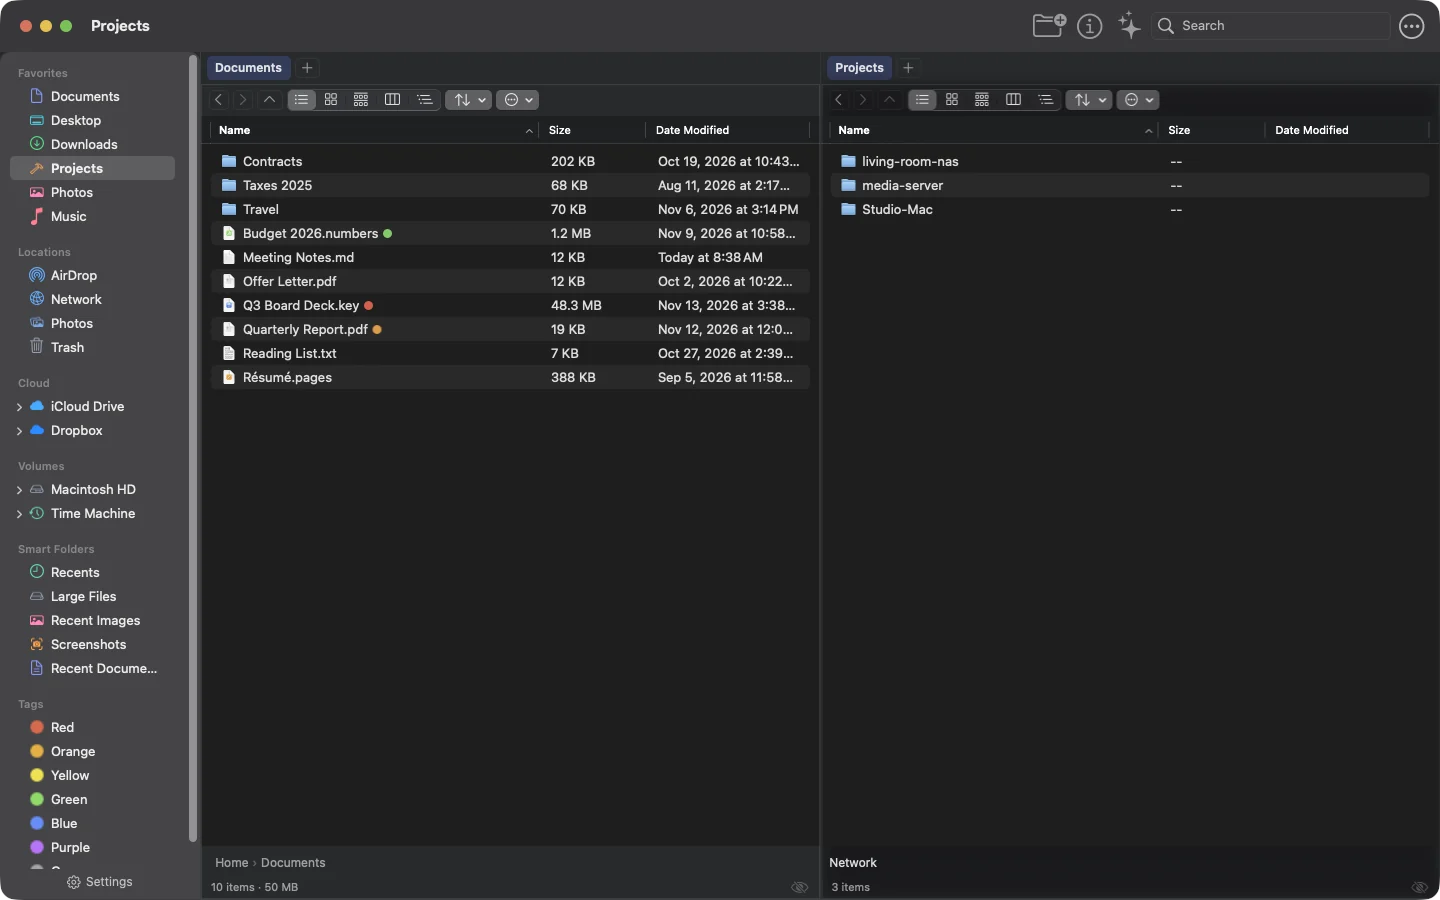 Projects
Search
Favorites
Documents
Desktop
Downloads
Projects
Photos
Music
Locations
AirDrop
Network
Photos
Trash
Cloud
iCloud Drive
Dropbox
Volumes
Macintosh HD
Time Machine
Smart Folders
Recents
Large Files
Recent Images
Screenshots
Recent Docume...
Tags
Red
Orange
Yellow
Green
Blue
Purple
Settings
Documents
Name Size Date Modified
Contracts 202 KB Oct 19, 2026 at 10:43...
Taxes 2025 68 KB Aug 11, 2026 at 2:17...
Travel 70 KB Nov 6, 2026 at 3:14 PM
Budget 2026.numbers 1.2 MB Nov 9, 2026 at 10:58...
Meeting Notes.md 12 KB Today at 8:38 AM
Offer Letter.pdf 12 KB Oct 2, 2026 at 10:22...
Q3 Board Deck.key 48.3 MB Nov 13, 2026 at 3:38...
Quarterly Report.pdf 19 KB Nov 12, 2026 at 12:0...
Reading List.txt 7 KB Oct 27, 2026 at 2:39...
Résumé.pages 388 KB Sep 5, 2026 at 11:58...
Home › Documents
10 items · 50 MB
Projects
Name Size Date Modified
living-room-nas --
media-server --
Studio-Mac --
Network
3 items